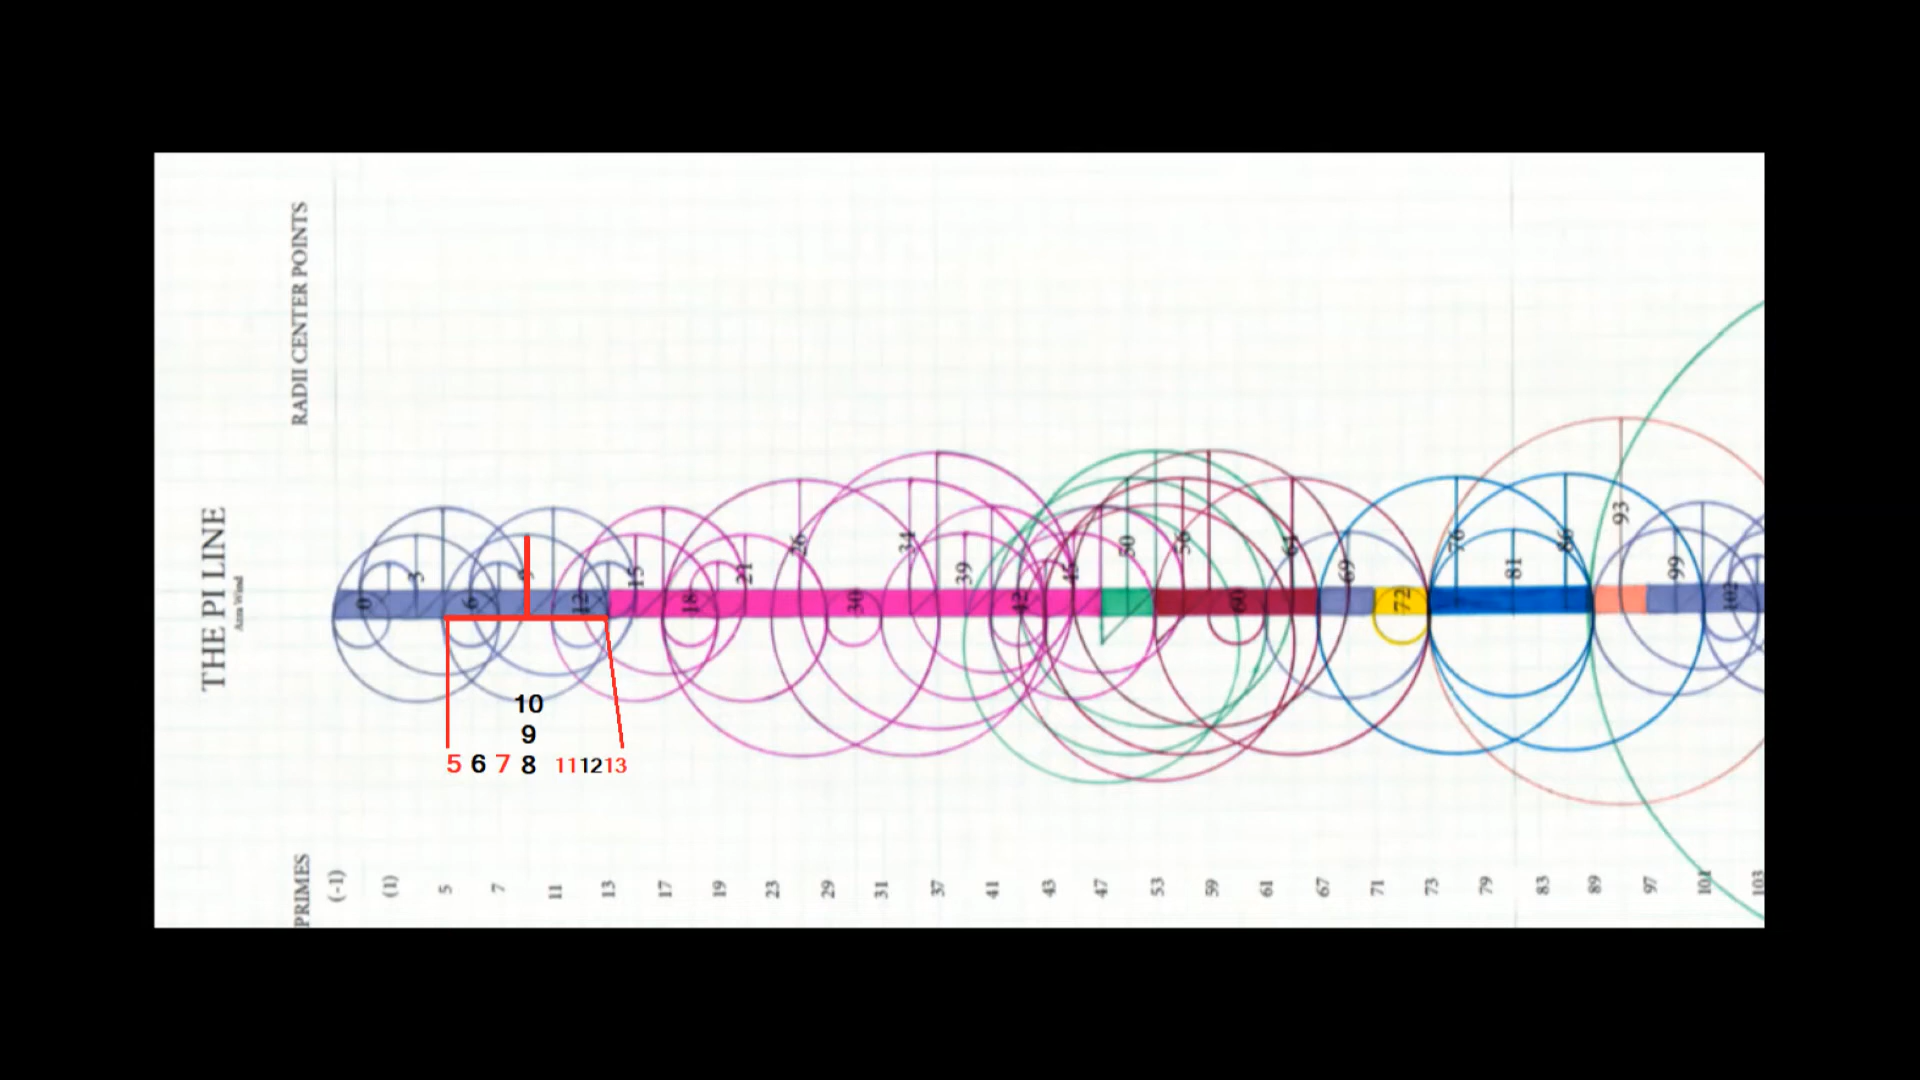 THE PI LINE
Anna Wind
RADII CENTER POINTS
0 3 6 9 12 15 18 21 26 30 34 39 42 45 50 56 60 61 69 72 76 81 86 93 99 102
10
9
5 6 7 8 11 12 13
PRIMES (-1) (1) 5 7 11 13 17 19 23 29 31 37 41 43 47 53 59 61 67 71 73 79 83 89 97 101 103